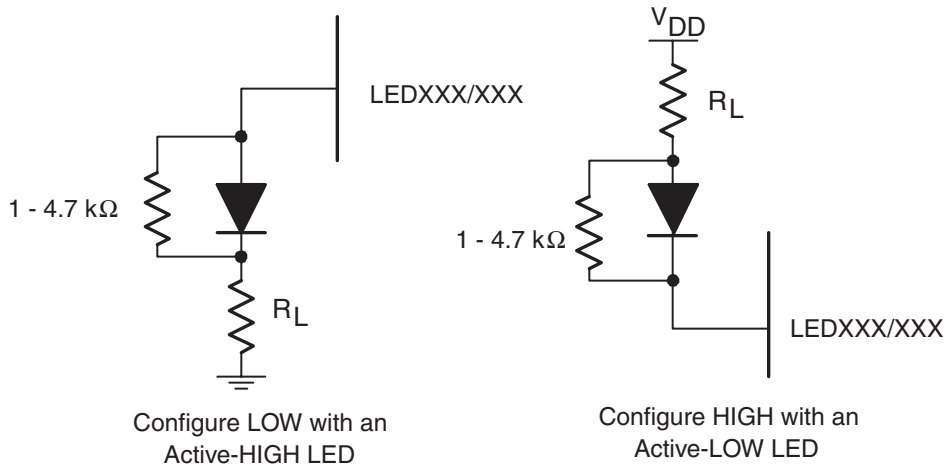 LEDXXX/XXX
1 - 4.7 kΩ
RL
Configure LOW with an
Active-HIGH LED
VDD
RL
1 - 4.7 kΩ
LEDXXX/XXX
Configure HIGH with an
Active-LOW LED